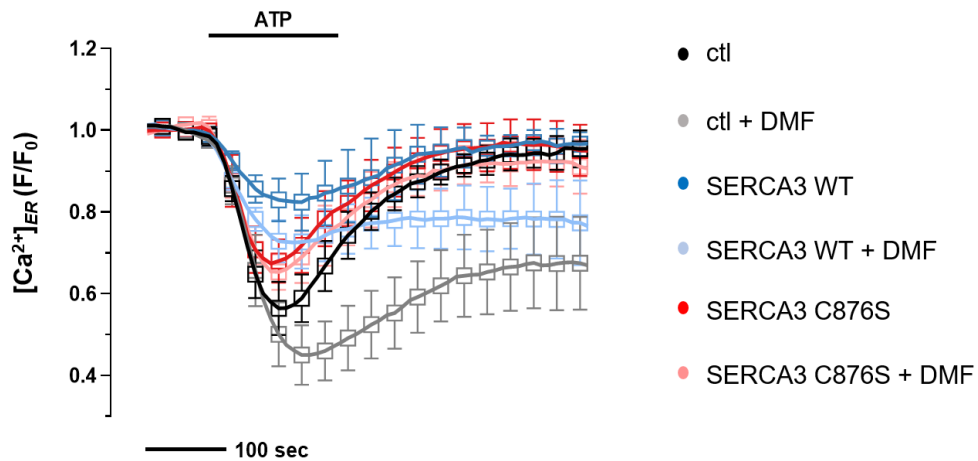 ATP
1.2
1.0
0.8
0.6
0.4
[Ca2+]ER (F/F0)
100 sec
ctl
ctl + DMF
SERCA3 WT
SERCA3 WT + DMF
SERCA3 C876S
SERCA3 C876S + DMF